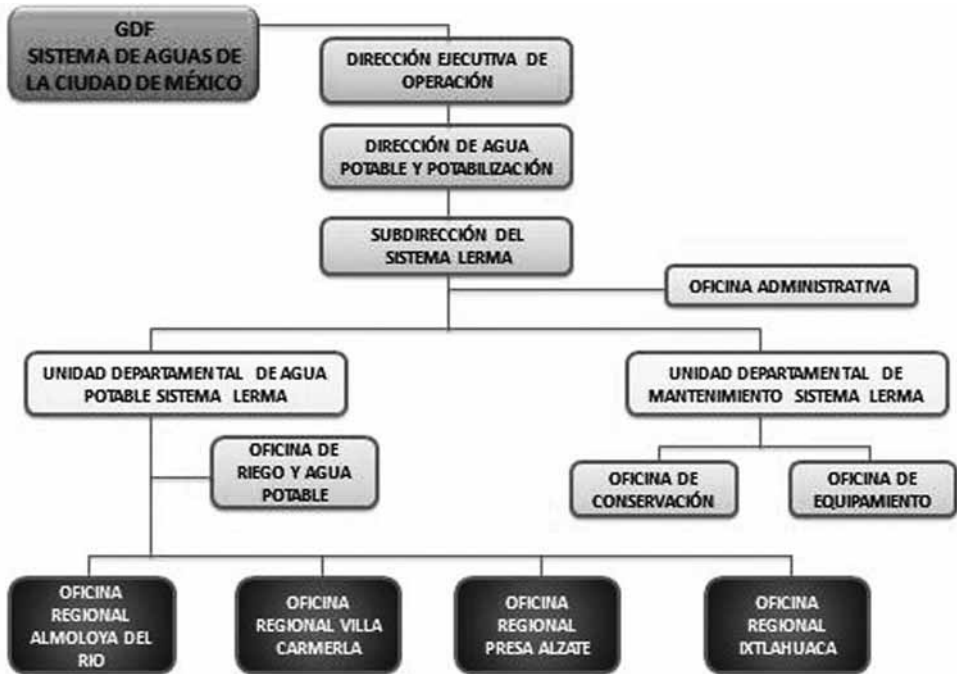 GDF
SISTEMA DE AGUAS DE
LA CIUDAD DE MÉXICO
DIRECCIÓN EJECUTIVA DE
OPERACIÓN
DIRECCIÓN DE AGUA
POTABLE Y POTABILIZACIÓN
SUBDIRECCIÓN DEL
SISTEMA LERMA
OFICINA ADMINISTRATIVA
UNIDAD DEPARTAMENTAL DE AGUA
POTABLE SISTEMA LERMA
UNIDAD DEPARTAMENTAL DE
MANTENIMIENTO SISTEMA LERMA
OFICINA DE
RIEGO Y AGUA
POTABLE
OFICINA DE
CONSERVACIÓN
OFICINA DE
EQUIPAMIENTO
OFICINA
REGIONAL
ALMOLOYA DEL
RIO
OFICINA
REGIONAL VILLA
CARMERLA
OFICINA
REGIONAL
PRESA ALZATE
OFICINA
REGIONAL
IXTLAHUACA